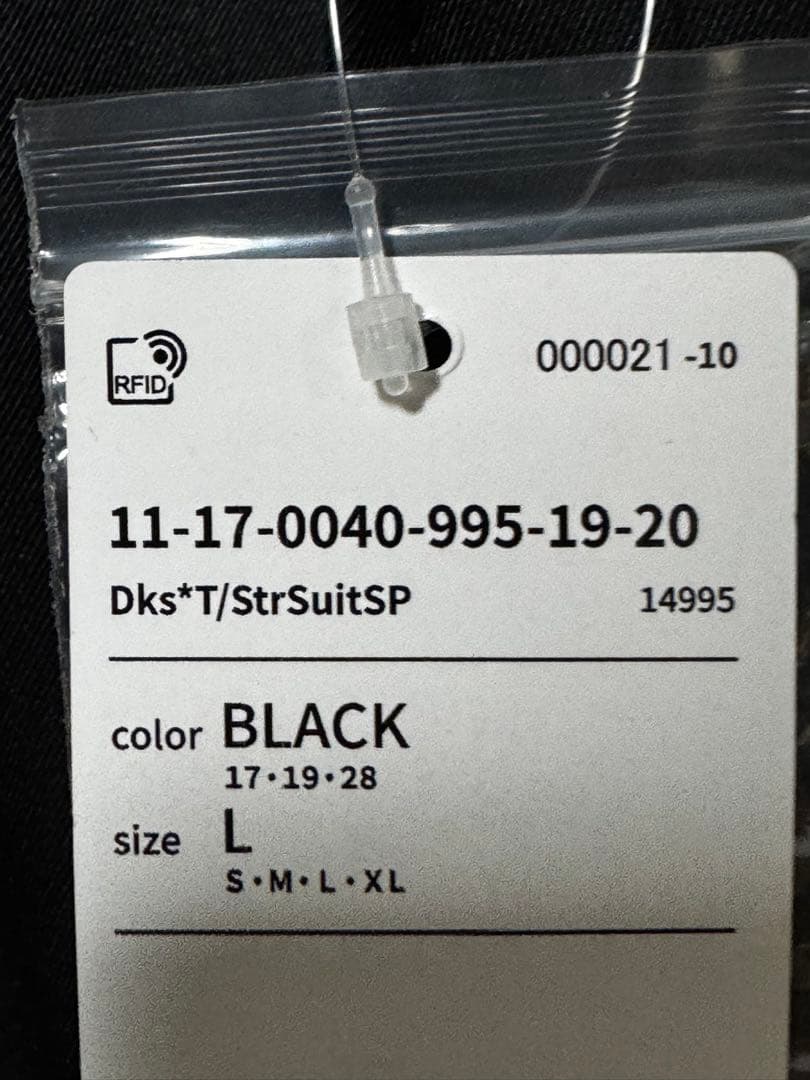 RFID
000021 -10
11-17-0040-995-19-20
Dks*T/StrSuitSP 14995
color BLACK
17・19・28
size L
S・M・L・XL